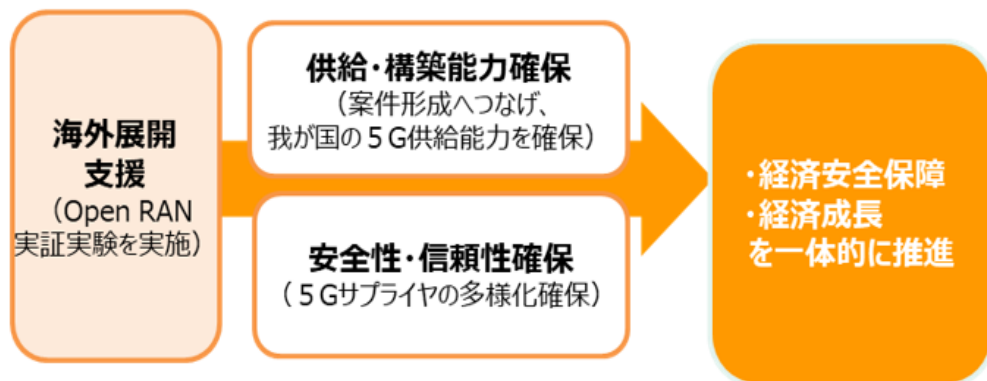 海外展開
支援
（Open RAN
実証実験を実施）
供給・構築能力確保
（案件形成へつなげ、
我が国の５G供給能力を確保）
安全性・信頼性確保
（５Gサプライヤの多様化確保）
・経済安全保障
・経済成長
を一体的に推進